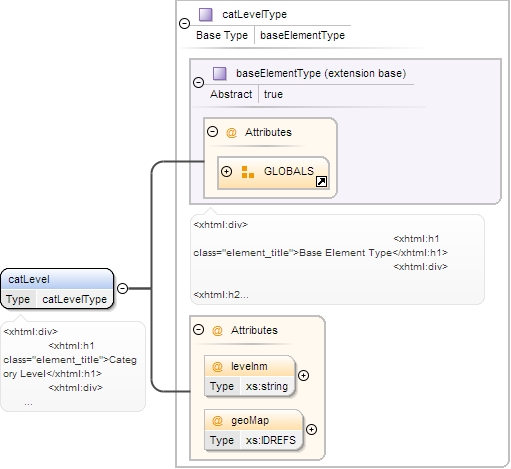 catLevelType
Base Type baseElementType
baseElementType (extension base)
Abstract true
@ Attributes
GLOBALS
<xhtml:div>
<xhtml:h1
class="element_title">Base Element Type</xhtml:h1>
<xhtml:div>
<xhtml:h2...
catLevel
Type catLevelType
<xhtml:div>
<xhtml:h1
class="element_title">Categ
ory Level</xhtml:h1>
<xhtml:div>
...
@ Attributes
@ levelnm
Type xs:string
@ geoMap
Type xs:IDREFS